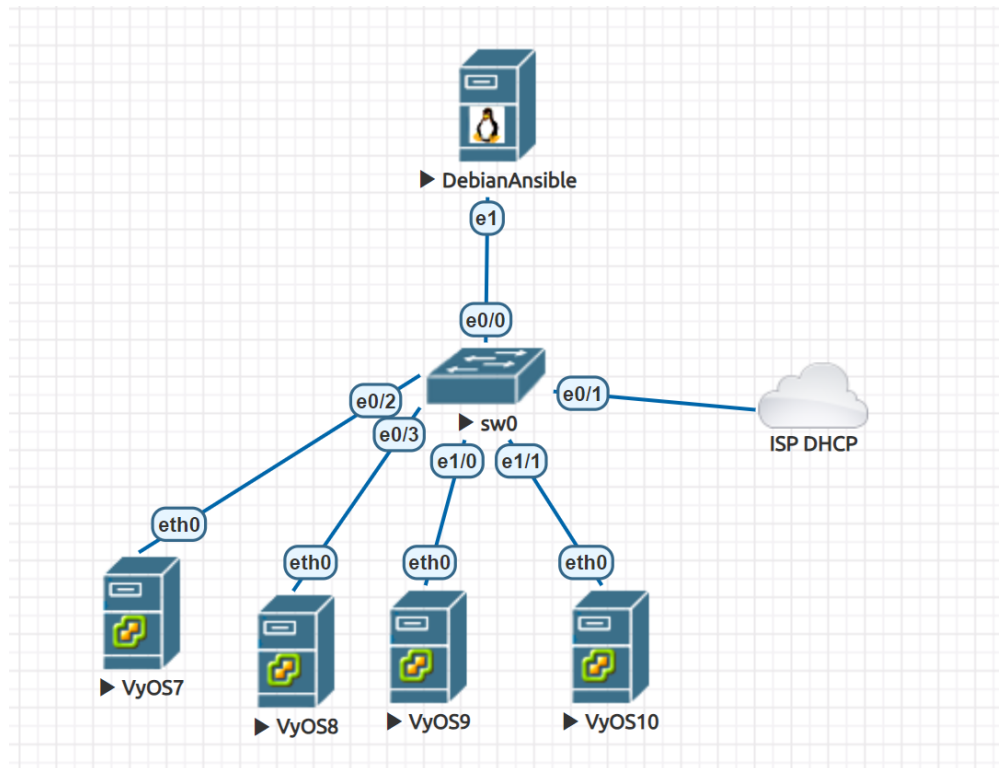 DebianAnsible
e1
e0/0
e0/1
ISP DHCP
sw0
e0/2
e0/3
e1/0
e1/1
eth0
eth0
eth0
eth0
VyOS7
VyOS8
VyOS9
VyOS10